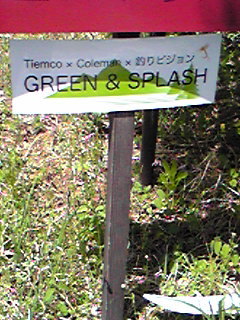 Tiemco × Coleman × 釣りビジョン
GREEN & SPLASH